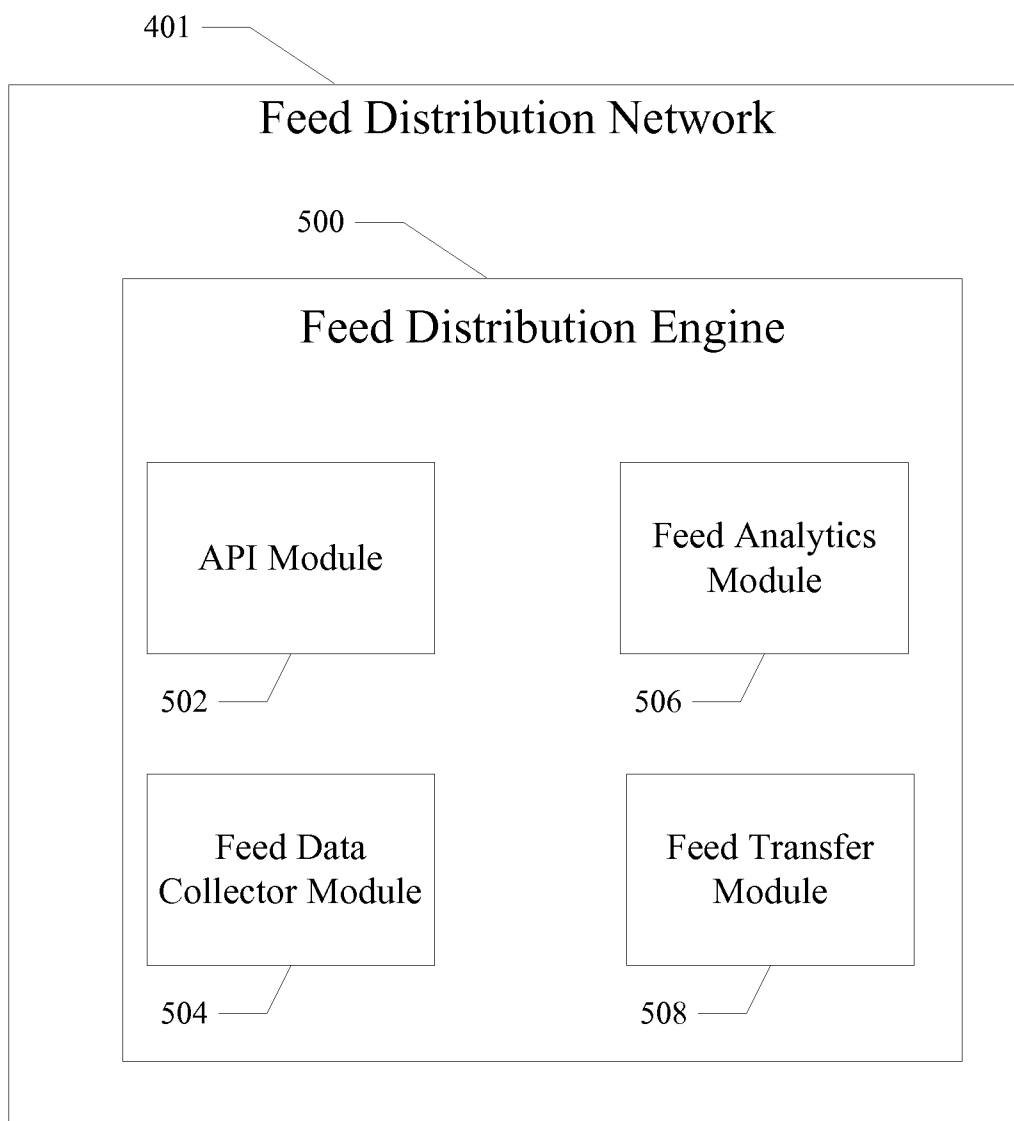 401
Feed Distribution Network
500
Feed Distribution Engine
API Module
502
Feed Analytics
Module
506
Feed Data
Collector Module
504
Feed Transfer
Module
508